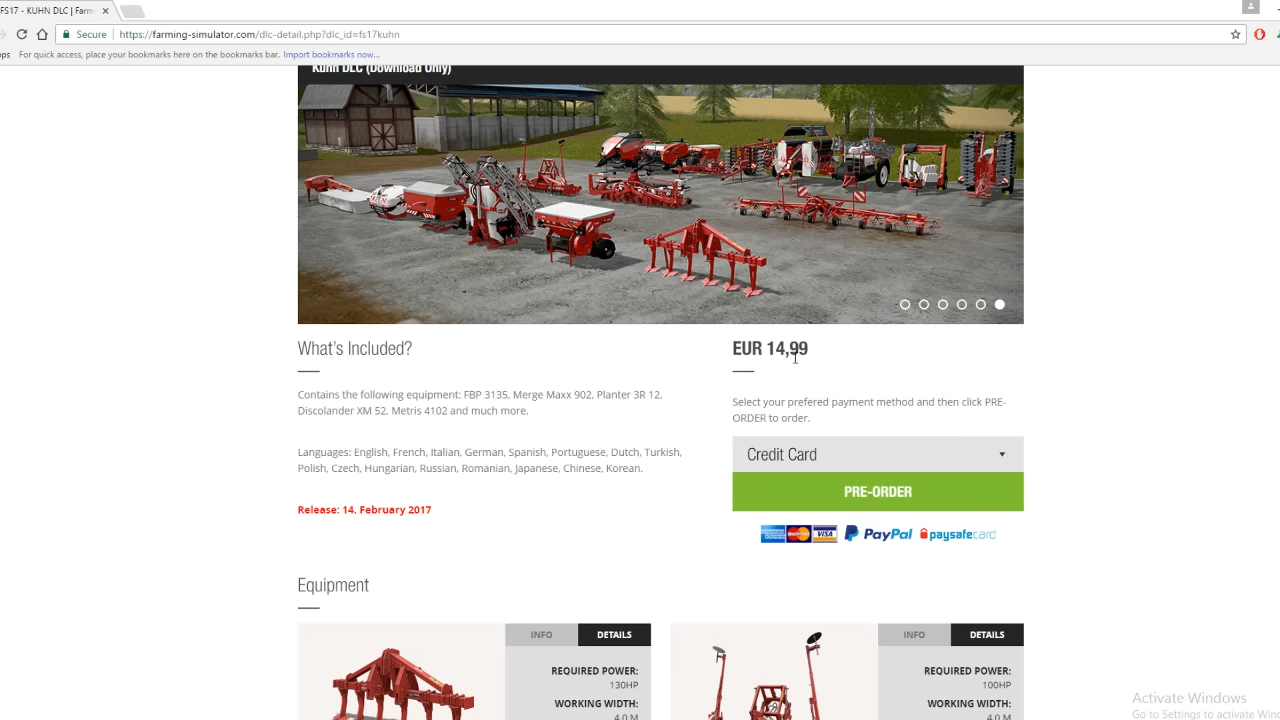 FS17 - KUHN DLC | Farm
Secure
https://farming-simulator.com/dlc-detail.php?dlc_id=fs17kuhn
For quick access, place your bookmarks here on the bookmarks bar. Import bookmarks now...
Kuhn DLC (Download Only)
What's Included?
Contains the following equipment: FBP 3135, Merge Maxx 902, Planter 3R 12,
Discolander XM 52, Metris 4102 and much more.
Languages: English, French, Italian, German, Spanish, Portuguese, Dutch, Turkish,
Polish, Czech, Hungarian, Russian, Romanian, Japanese, Chinese, Korean.
Release: 14. February 2017
EUR 14,99
Select your prefered payment method and then click PRE-
ORDER to order.
Credit Card
PRE-ORDER
VISA PayPal paysafecard
Equipment
INFO DETAILS
REQUIRED POWER:
130HP
WORKING WIDTH:
4.0 M
INFO DETAILS
REQUIRED POWER:
100HP
WORKING WIDTH:
4.0 M
Activate Windows
Go to Settings to activate Win